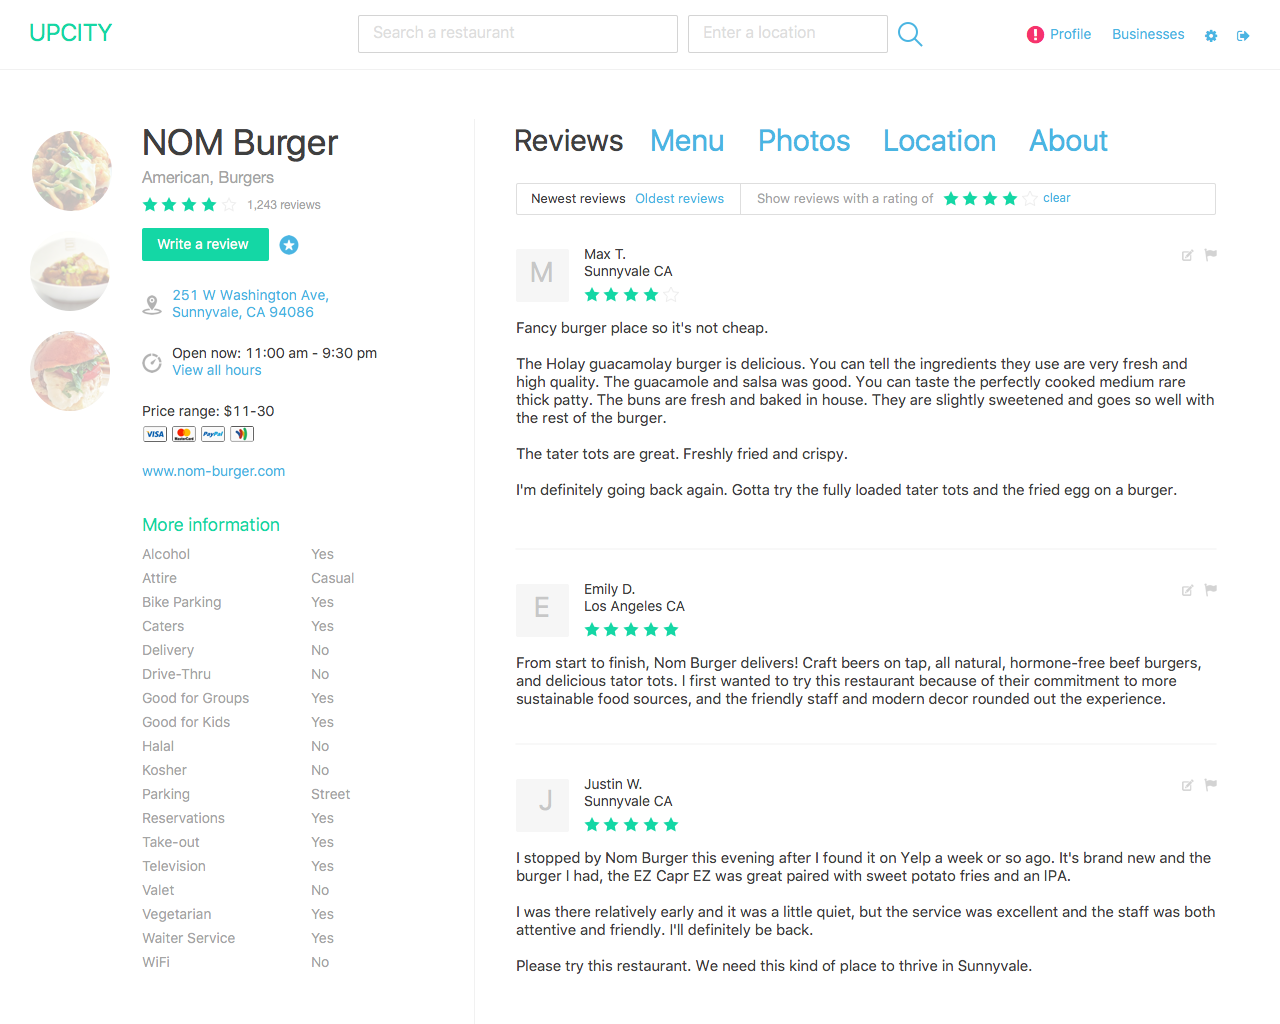 UPCITY
Search a restaurant
Enter a location
Profile
Businesses
NOM Burger
American, Burgers
1,243 reviews
Write a review
251 W Washington Ave,
Sunnyvale, CA 94086
Open now: 11:00 am - 9:30 pm
View all hours
Price range: $11-30
VISA MasterCard PayPal
www.nom-burger.com
More information
Alcohol Yes
Attire Casual
Bike Parking Yes
Caters Yes
Delivery No
Drive-Thru No
Good for Groups Yes
Good for Kids Yes
Halal No
Kosher No
Parking Street
Reservations Yes
Take-out Yes
Television Yes
Valet No
Vegetarian Yes
Waiter Service Yes
WiFi No
Reviews Menu Photos Location About
Newest reviews Oldest reviews Show reviews with a rating of clear
M
Max T.
Sunnyvale CA
Fancy burger place so it's not cheap.
The Holay guacamolay burger is delicious. You can tell the ingredients they use are very fresh and
high quality. The guacamole and salsa was good. You can taste the perfectly cooked medium rare
thick patty. The buns are fresh and baked in house. They are slightly sweetened and goes so well with
the rest of the burger.
The tater tots are great. Freshly fried and crispy.
I'm definitely going back again. Gotta try the fully loaded tater tots and the fried egg on a burger.
E
Emily D.
Los Angeles CA
From start to finish, Nom Burger delivers! Craft beers on tap, all natural, hormone-free beef burgers,
and delicious tator tots. I first wanted to try this restaurant because of their commitment to more
sustainable food sources, and the friendly staff and modern decor rounded out the experience.
J
Justin W.
Sunnyvale CA
I stopped by Nom Burger this evening after I found it on Yelp a week or so ago. It's brand new and the
burger I had, the EZ Capr EZ was great paired with sweet potato fries and an IPA.
I was there relatively early and it was a little quiet, but the service was excellent and the staff was both
attentive and friendly. I'll definitely be back.
Please try this restaurant. We need this kind of place to thrive in Sunnyvale.